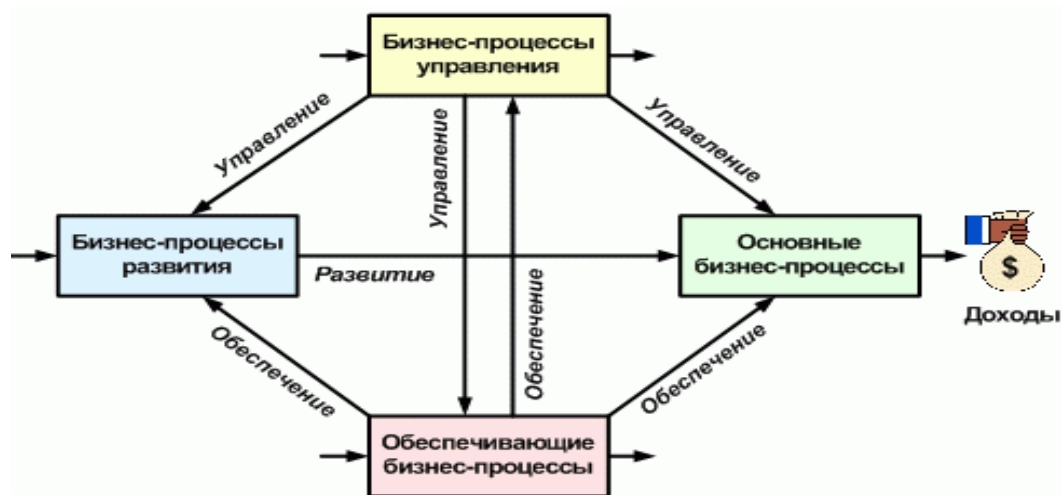 Бизнес-процессы
управления
Управление
Управление
Управление
Бизнес-процессы
развития
Развитие
Основные
бизнес-процессы
$
Доходы
Обеспечение
Обеспечение
Обеспечение
Обеспечивающие
бизнес-процессы